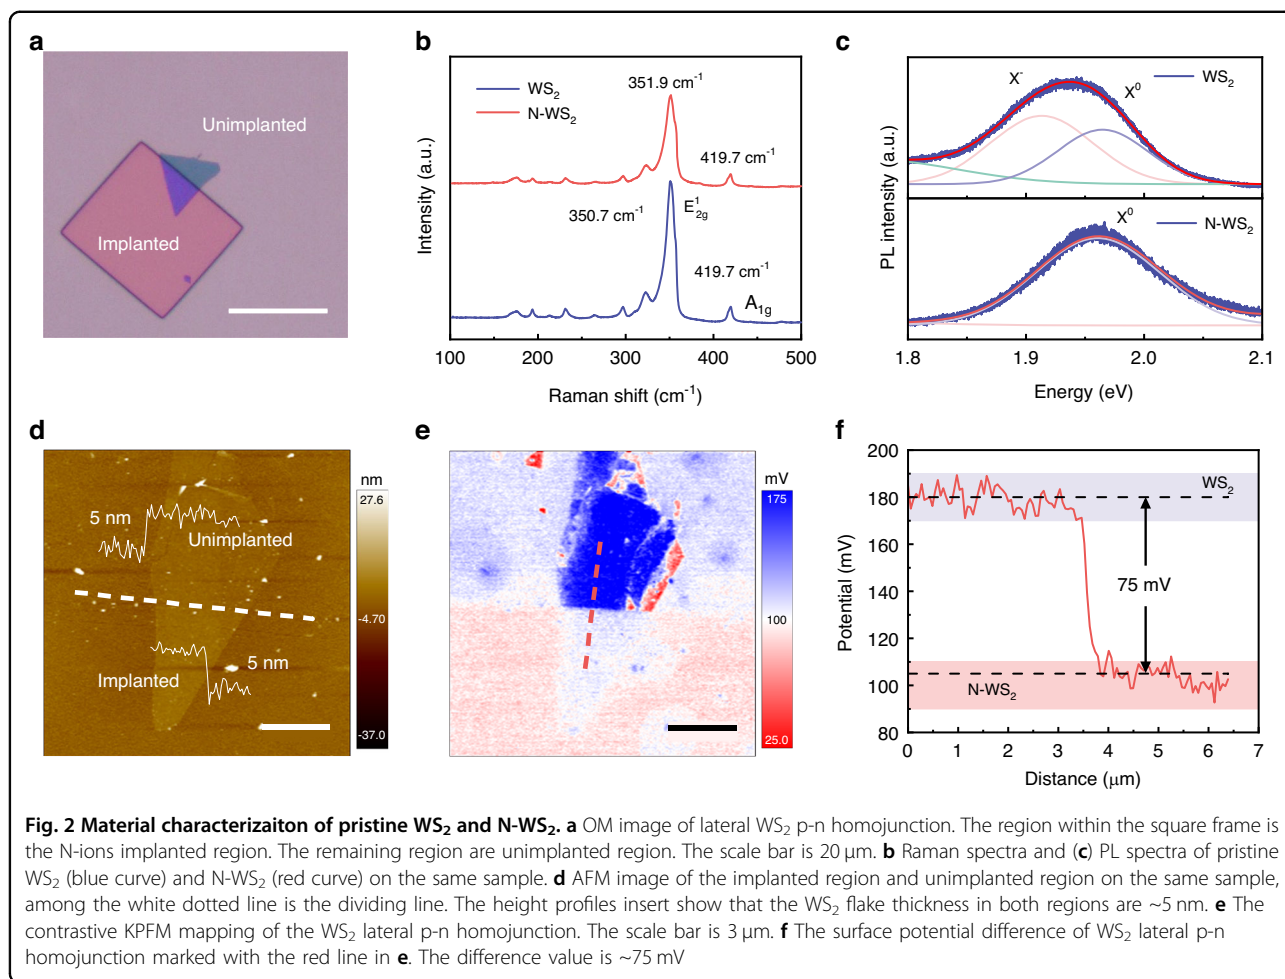 a
Unimplanted
Implanted
b
WS₂
N-WS₂
351.9 cm⁻¹
419.7 cm⁻¹
350.7 cm⁻¹
E¹₂g
419.7 cm⁻¹
A₁g
Intensity (a.u.)
100 200 300 400 500
Raman shift (cm⁻¹)
c
X⁻
X⁰
WS₂
X⁰
N-WS₂
PL intensity (a.u.)
1.8 1.9 2.0 2.1
Energy (eV)
d
nm
27.6
-4.70
-37.0
5 nm
Unimplanted
5 nm
Implanted
e
mV
175
100
25.0
f
200
180
160
140
120
100
80
Potential (mV)
WS₂
75 mV
N-WS₂
0 1 2 3 4 5 6 7
Distance (μm)
Fig. 2 Material characterizaiton of pristine WS₂ and N-WS₂. a OM image of lateral WS₂ p-n homojunction. The region within the square frame is
the N-ions implanted region. The remaining region are unimplanted region. The scale bar is 20 μm. b Raman spectra and (c) PL spectra of pristine
WS₂ (blue curve) and N-WS₂ (red curve) on the same sample. d AFM image of the implanted region and unimplanted region on the same sample,
among the white dotted line is the dividing line. The height profiles insert show that the WS₂ flake thickness in both regions are ~5 nm. e The
contrastive KPFM mapping of the WS₂ lateral p-n homojunction. The scale bar is 3 μm. f The surface potential difference of WS₂ lateral p-n
homojunction marked with the red line in e. The difference value is ~75 mV